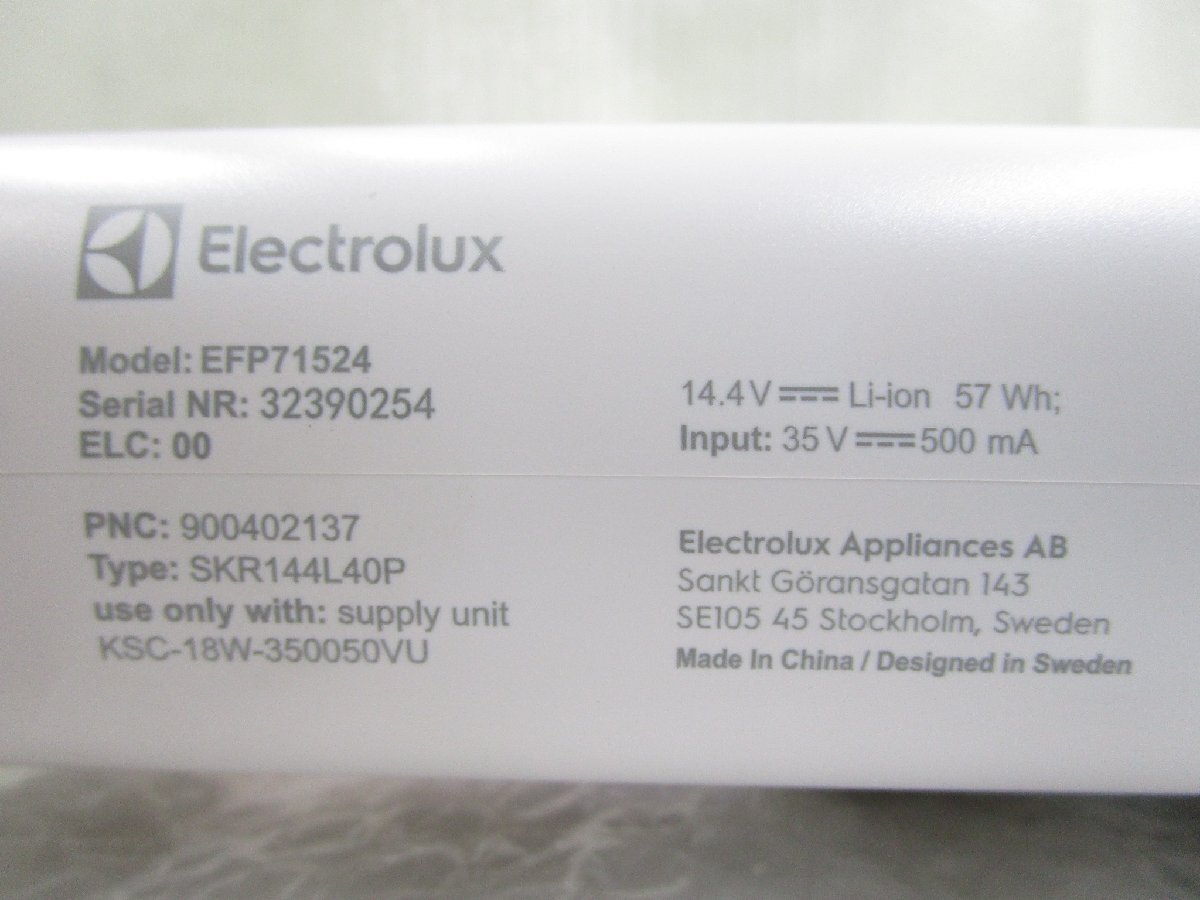 Electrolux
Model: EFP71524
Serial NR: 32390254
ELC: 00
14.4 V Li-ion 57 Wh;
Input: 35 V 500 mA
PNC: 900402137
Type: SKR144L40P
use only with: supply unit
KSC-18W-350050VU
Electrolux Appliances AB
Sankt Göransgatan 143
SE105 45 Stockholm, Sweden
Made In China / Designed in Sweden